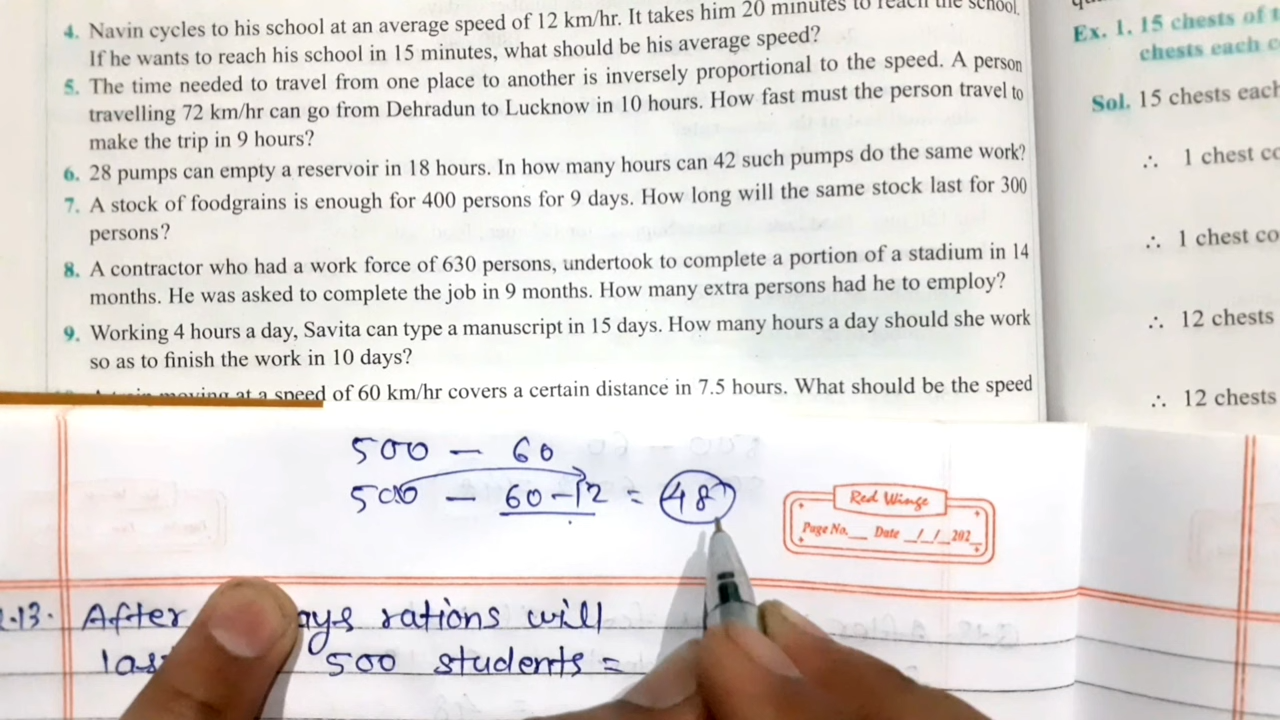 4. Navin cycles to his school at an average speed of 12 km/hr. It takes him 20 minutes to reach the school.
If he wants to reach his school in 15 minutes, what should be his average speed?
5. The time needed to travel from one place to another is inversely proportional to the speed. A person
travelling 72 km/hr can go from Dehradun to Lucknow in 10 hours. How fast must the person travel to
make the trip in 9 hours?
6. 28 pumps can empty a reservoir in 18 hours. In how many hours can 42 such pumps do the same work?
7. A stock of foodgrains is enough for 400 persons for 9 days. How long will the same stock last for 300
persons?
8. A contractor who had a work force of 630 persons, undertook to complete a portion of a stadium in 14
months. He was asked to complete the job in 9 months. How many extra persons had he to employ?
9. Working 4 hours a day, Savita can type a manuscript in 15 days. How many hours a day should she work
so as to finish the work in 10 days?
moving at a speed of 60 km/hr covers a certain distance in 7.5 hours. What should be the speed
Ex. 1. 15 chests of
chests each
Sol. 15 chests each
∴ 1 chest
∴ 1 chest
∴ 12 chests
∴ 12 chests
500 — 60
500 — 60-12 = 48
Red Winge
Page No.___ Date _/_/_202_
.13. After ays rations will
500 students =